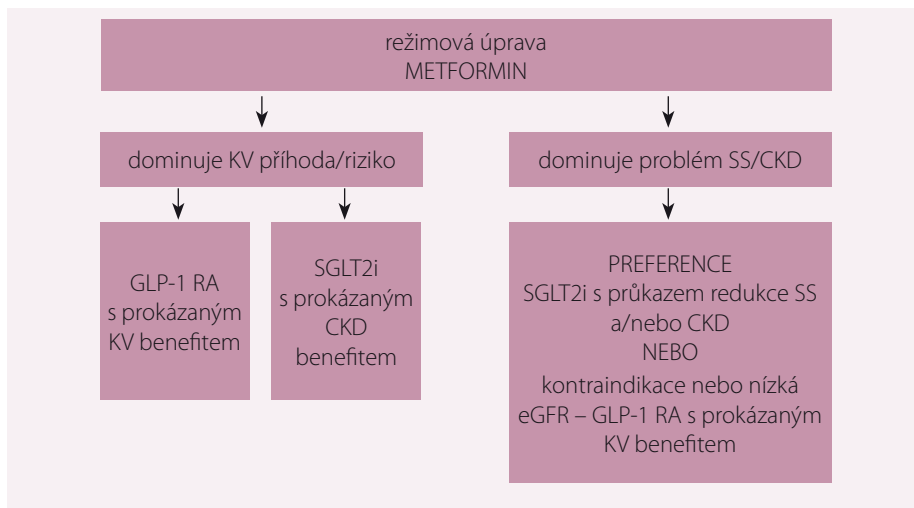 režimová úprava
METFORMIN
dominuje KV příhoda/riziko
dominuje problém SS/CKD
GLP-1 RA
s prokázaným
KV benefitem
SGLT2i
s prokázaným
CKD
benefitem
PREFERENCE
SGLT2i s průkazem redukce SS
a/nebo CKD
NEBO
kontraindikace nebo nízká
eGFR – GLP-1 RA s prokázaným
KV benefitem